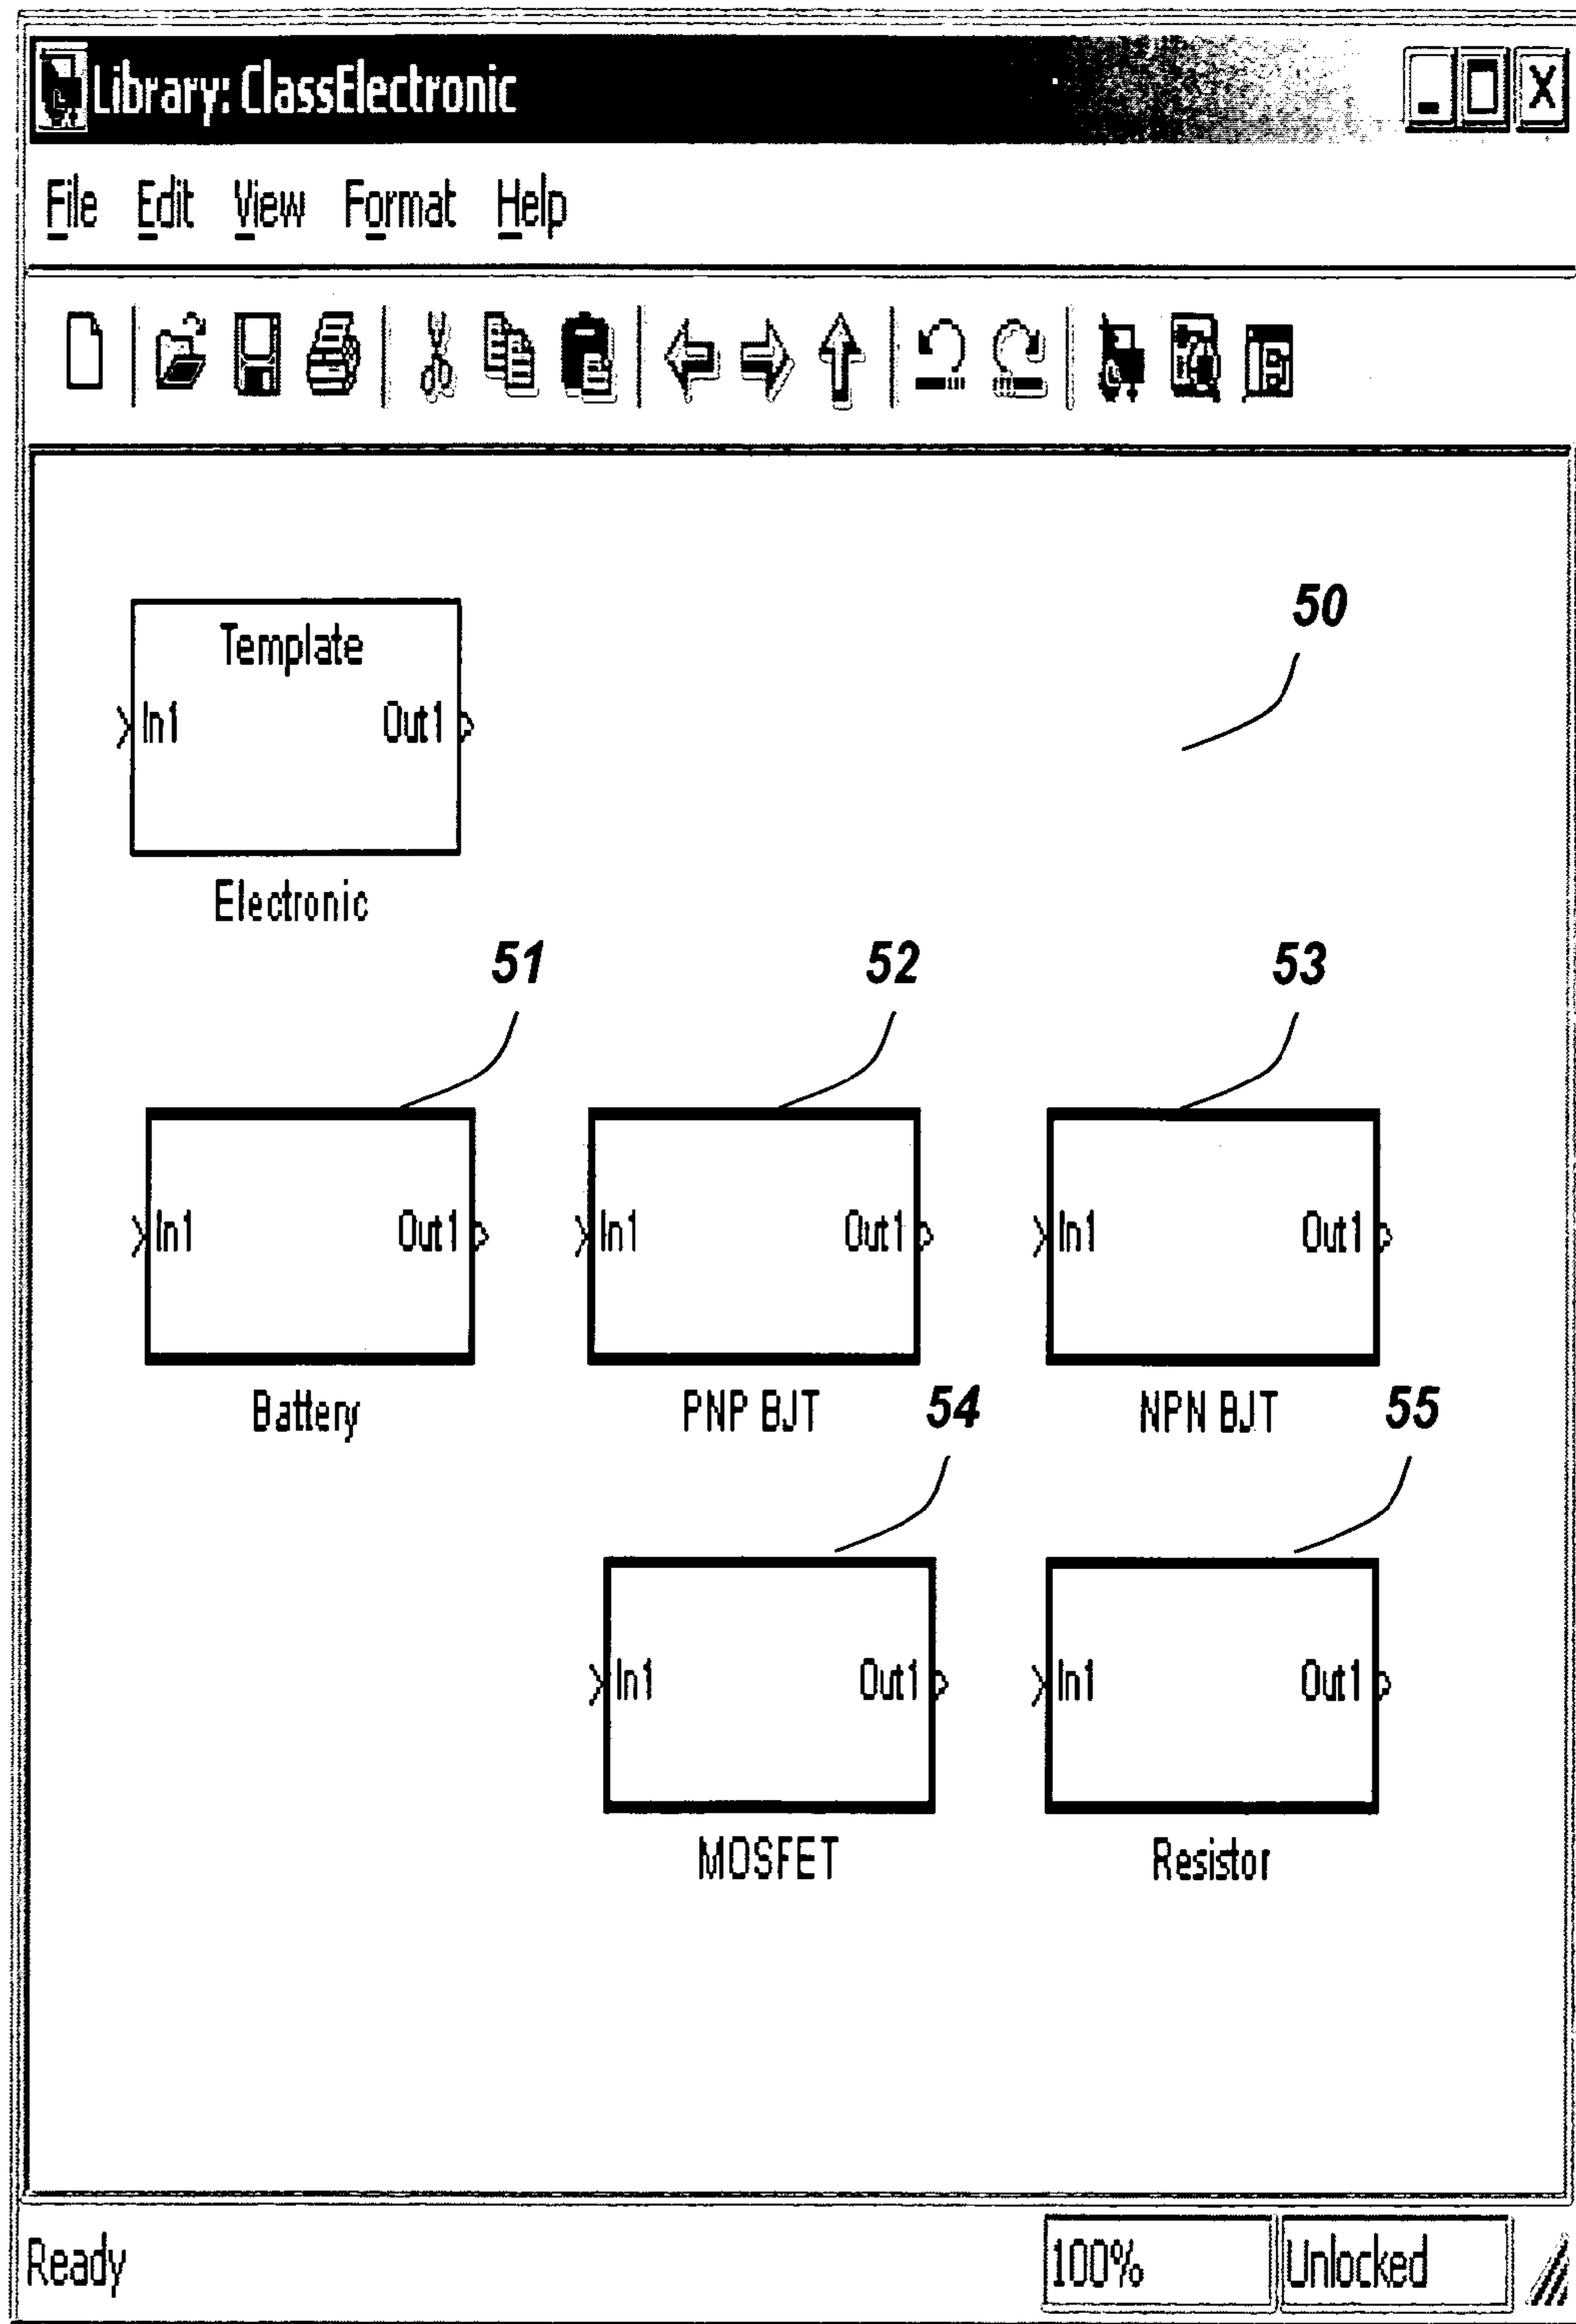 Library: ClassElectronic
File Edit View Format Help
50
Template
In1 Out1
Electronic
51 52 53
In1 Out1 In1 Out1 In1 Out1
Battery PNP BJT NPN BJT
54 55
In1 Out1 In1 Out1
MOSFET Resistor
Ready 100% Unlocked